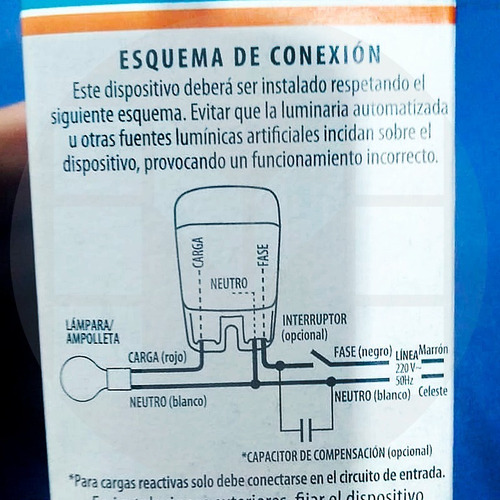 ESQUEMA DE CONEXIÓN
Este dispositivo deberá ser instalado respetando el
siguiente esquema. Evitar que la luminaria automatizada
u otras fuentes lumínicas artificiales incidan sobre el
dispositivo, provocando un funcionamiento incorrecto.
CARGA
FASE
NEUTRO
LÁMPARA/
AMPOLLETA
INTERRUPTOR
(opcional)
CARGA (rojo)
FASE (negro)
LÍNEA
220 V~
50Hz
Marrón
NEUTRO (blanco)
NEUTRO (blanco)
Celeste
*CAPACITOR DE COMPENSACIÓN (opcional)
*Para cargas reactivas solo debe conectarse en el circuito de entrada.
fijar el dispositivo